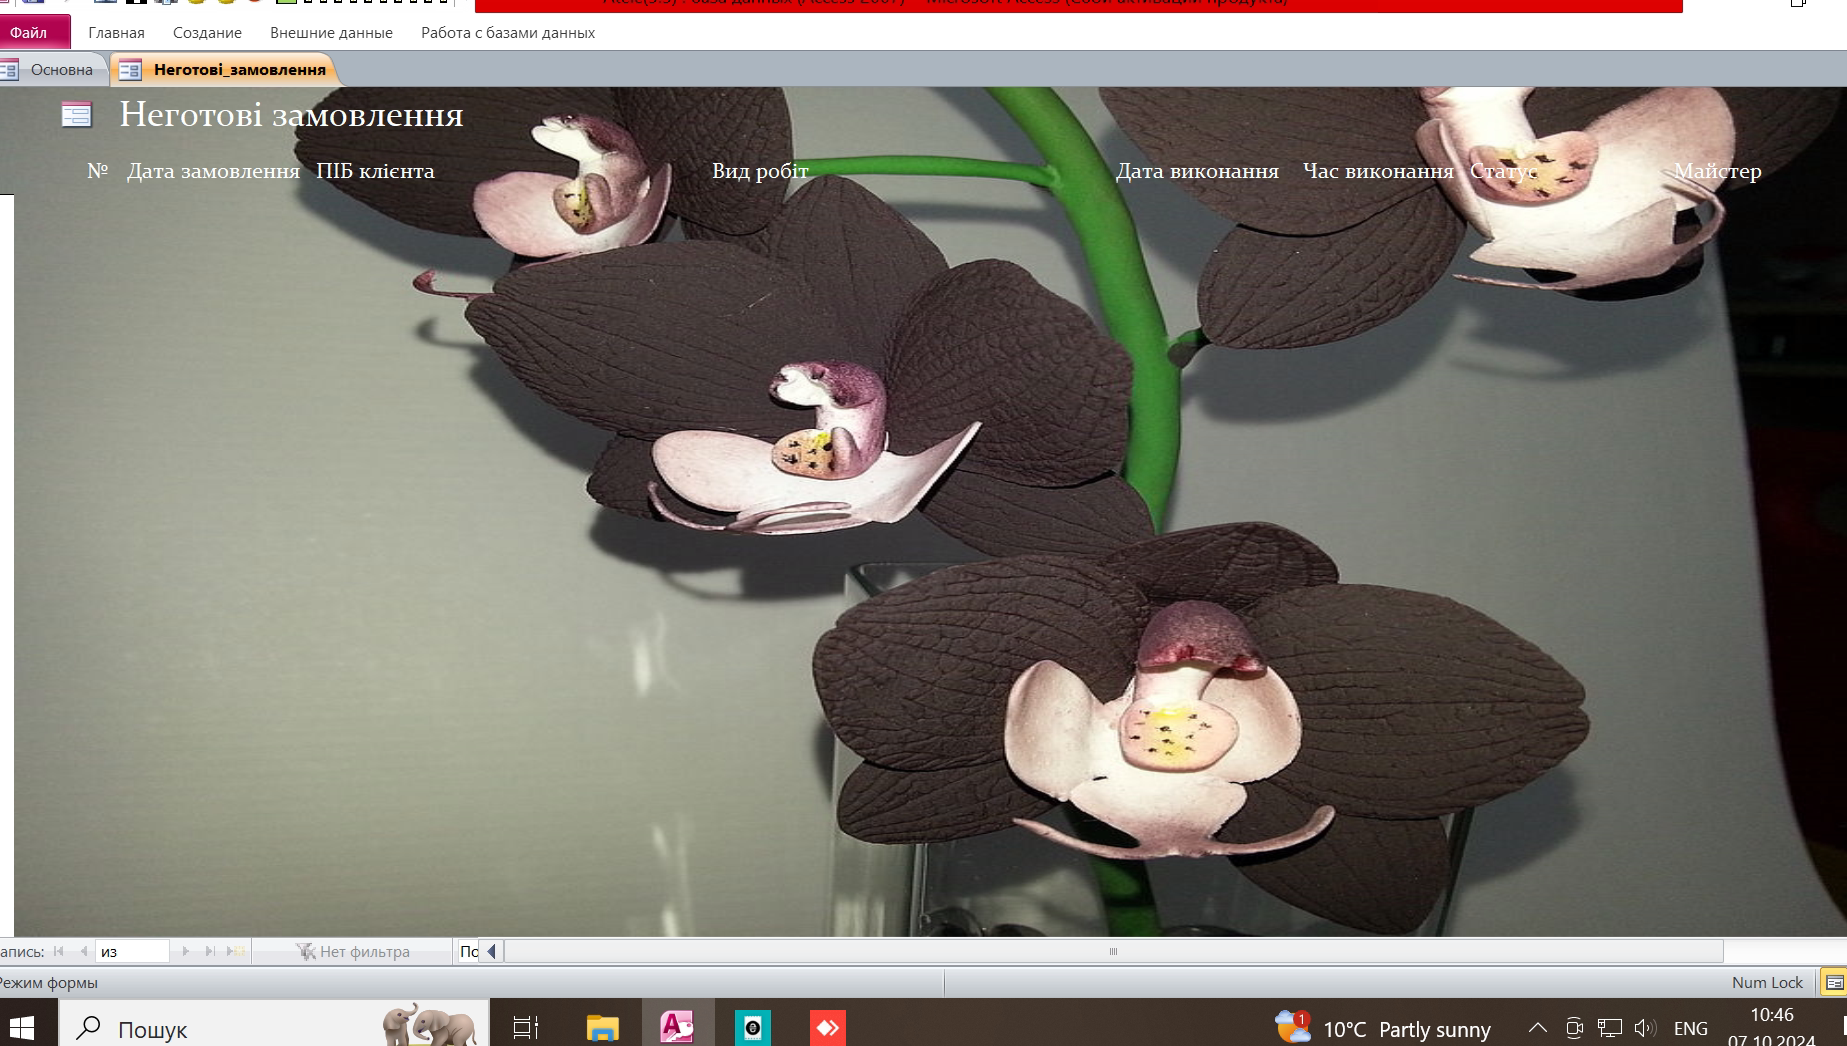 Файл Главная Создание Внешние данные Работа с базами данных
Основна Неготові_замовлення
Неготові замовлення
№ Дата замовлення ПІБ клієнта Вид робіт Дата виконання Час виконання Статус Майстер
апись: из Нет фильтра По
Режим формы Num Lock
Пошук 1 10°C Partly sunny ENG 10:46
07.10.2024